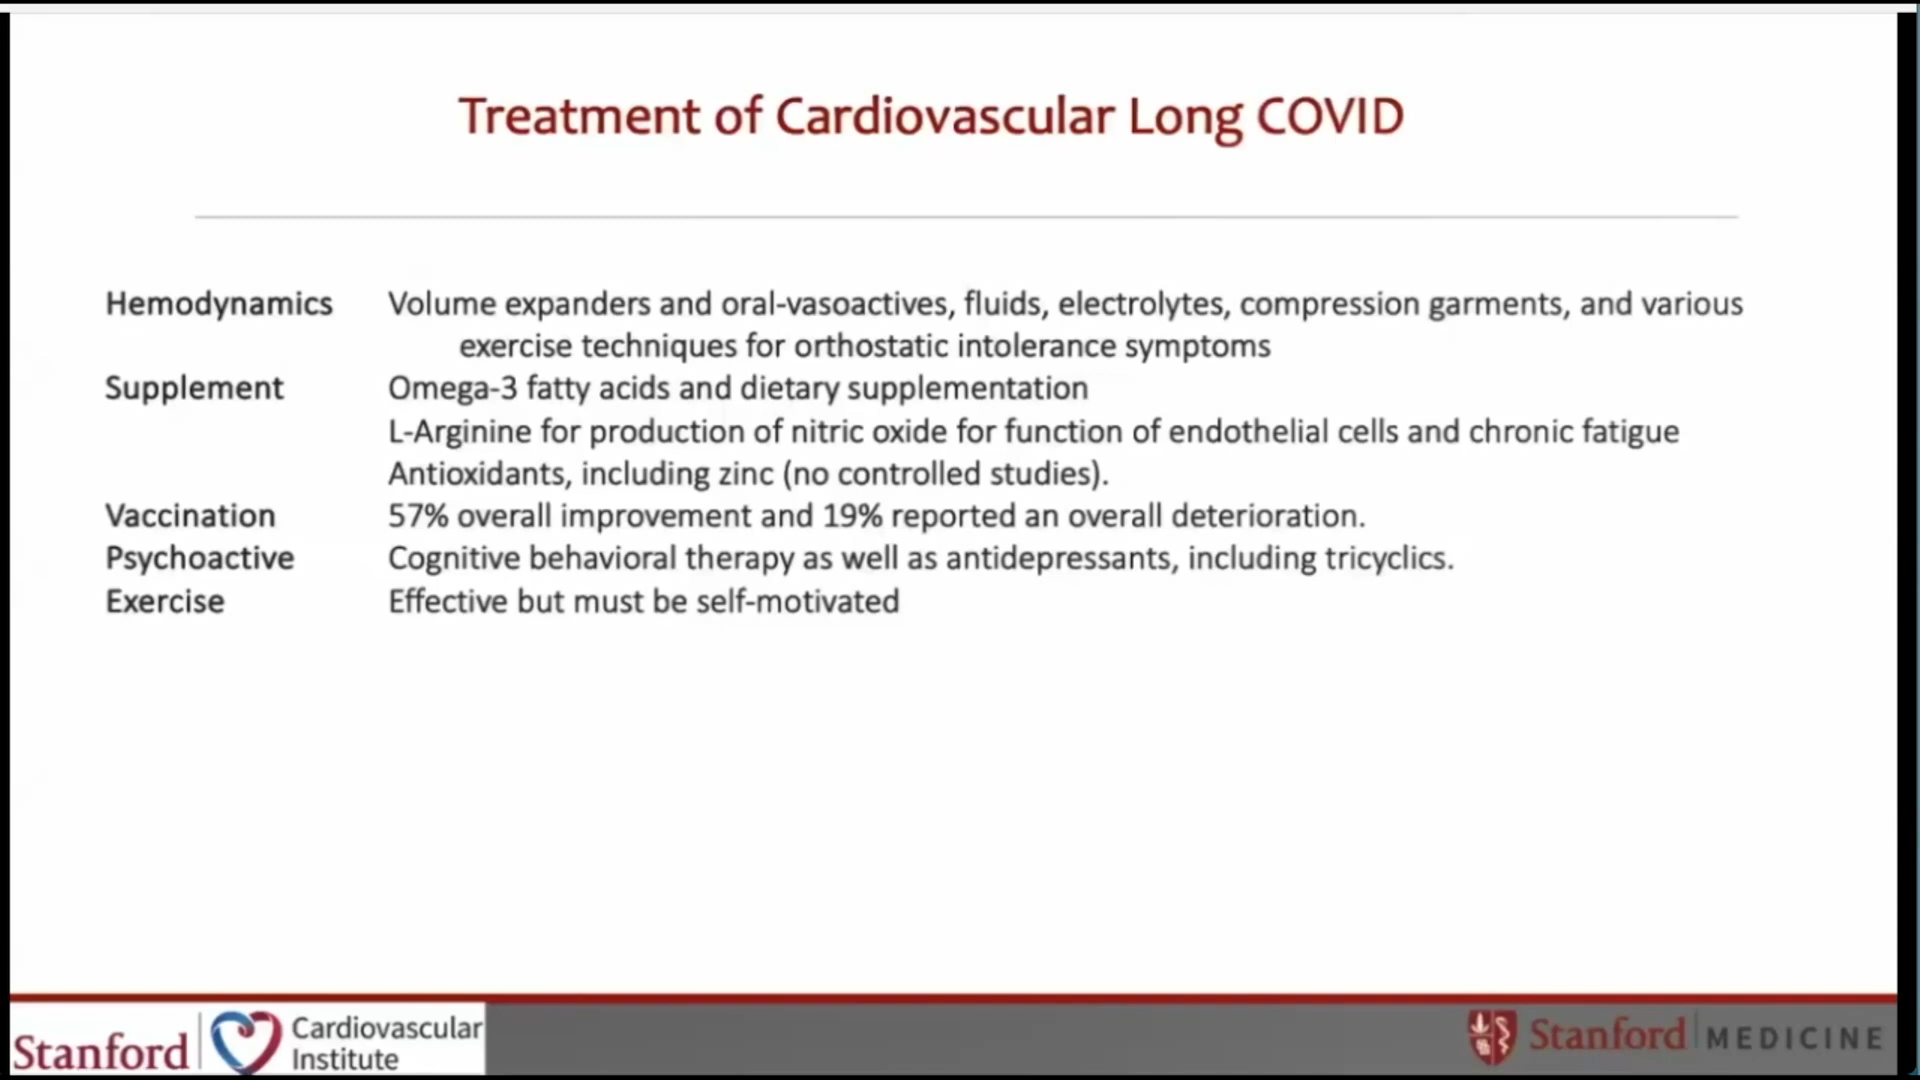 Treatment of Cardiovascular Long COVID
Hemodynamics Volume expanders and oral-vasoactives, fluids, electrolytes, compression garments, and various
exercise techniques for orthostatic intolerance symptoms
Supplement Omega-3 fatty acids and dietary supplementation
L-Arginine for production of nitric oxide for function of endothelial cells and chronic fatigue
Antioxidants, including zinc (no controlled studies).
Vaccination 57% overall improvement and 19% reported an overall deterioration.
Psychoactive Cognitive behavioral therapy as well as antidepressants, including tricyclics.
Exercise Effective but must be self-motivated
Stanford Cardiovascular
Institute
Stanford MEDICINE